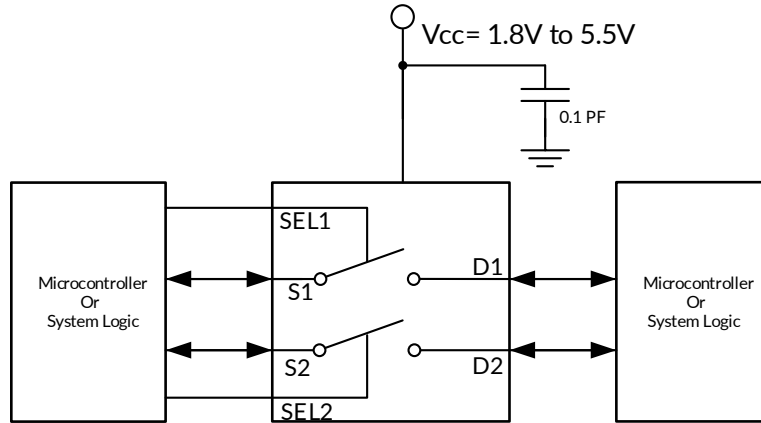 Vcc= 1.8V to 5.5V
0.1 PF
SEL1
Microcontroller
Or
System Logic
S1
D1
Microcontroller
Or
System Logic
S2
D2
SEL2